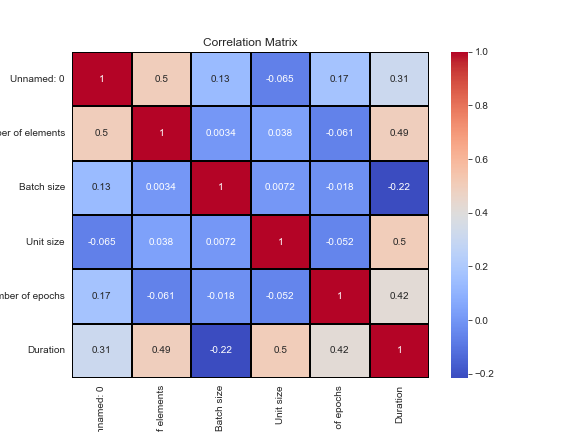 Correlation Matrix
Unnamed: 0 1 0.5 0.13 -0.065 0.17 0.31
ber of elements 0.5 1 0.0034 0.038 -0.061 0.49
Batch size 0.13 0.0034 1 0.0072 -0.018 -0.22
Unit size -0.065 0.038 0.0072 1 -0.052 0.5
mber of epochs 0.17 -0.061 -0.018 -0.052 1 0.42
Duration 0.31 0.49 -0.22 0.5 0.42 1
nnamed: 0
f elements
Batch size
Unit size
of epochs
Duration
1.0
0.8
0.6
0.4
0.2
0.0
−0.2